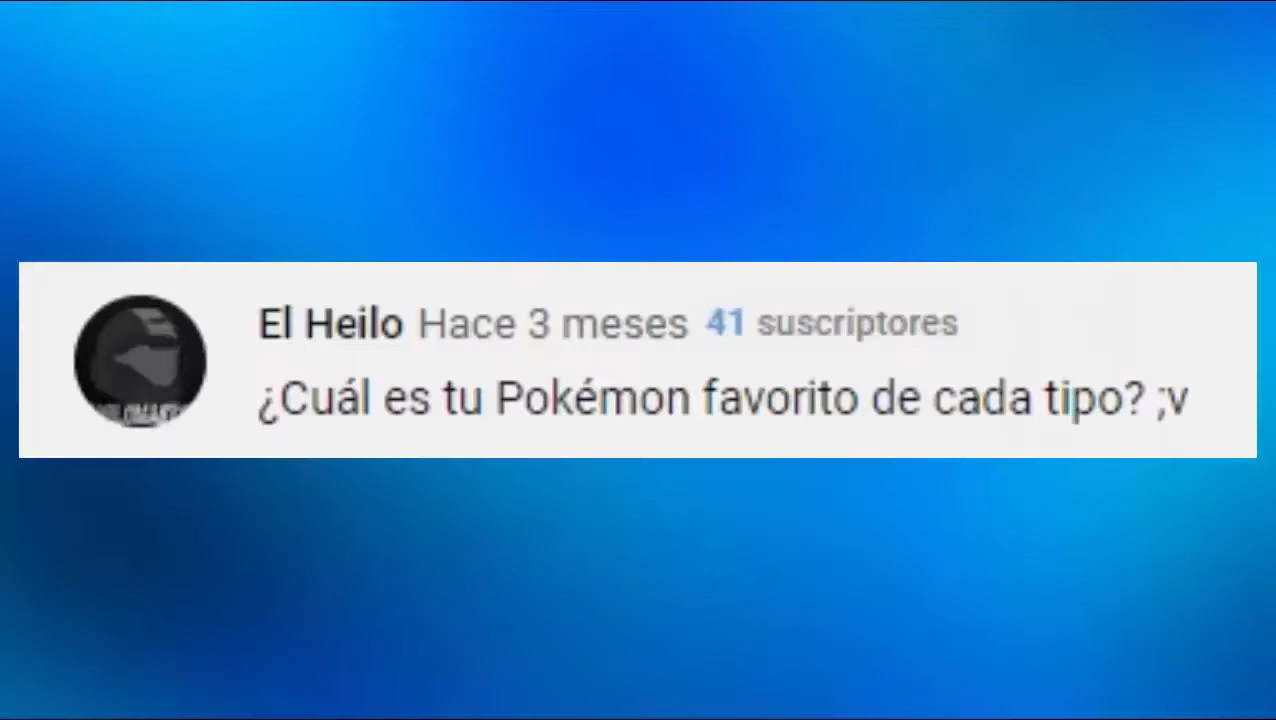 El Heilo Hace 3 meses 41 suscriptores
¿Cuál es tu Pokémon favorito de cada tipo? ;v